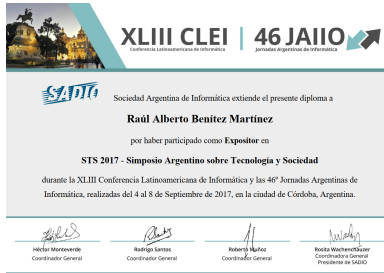 XLIII CLEI | 46 JAIIO
Conferencia Latinoamericana de Informática Jornadas Argentinas de Informática
SADIO Sociedad Argentina de Informática extiende el presente diploma a
Raúl Alberto Benítez Martínez
por haber participado como Expositor en
STS 2017 - Simposio Argentino sobre Tecnología y Sociedad
durante la XLIII Conferencia Latinoamericana de Informática y las 46º Jornadas Argentinas de
Informática, realizadas del 4 al 8 de Septiembre de 2017, en la ciudad de Córdoba, Argentina.
Héctor Monteverde Rodrigo Santos Roberto Muñoz Rosita Wachenchauzer
Coordinador General Coordinador General Coordinador General Coordinadora General
Presidente de SADIO